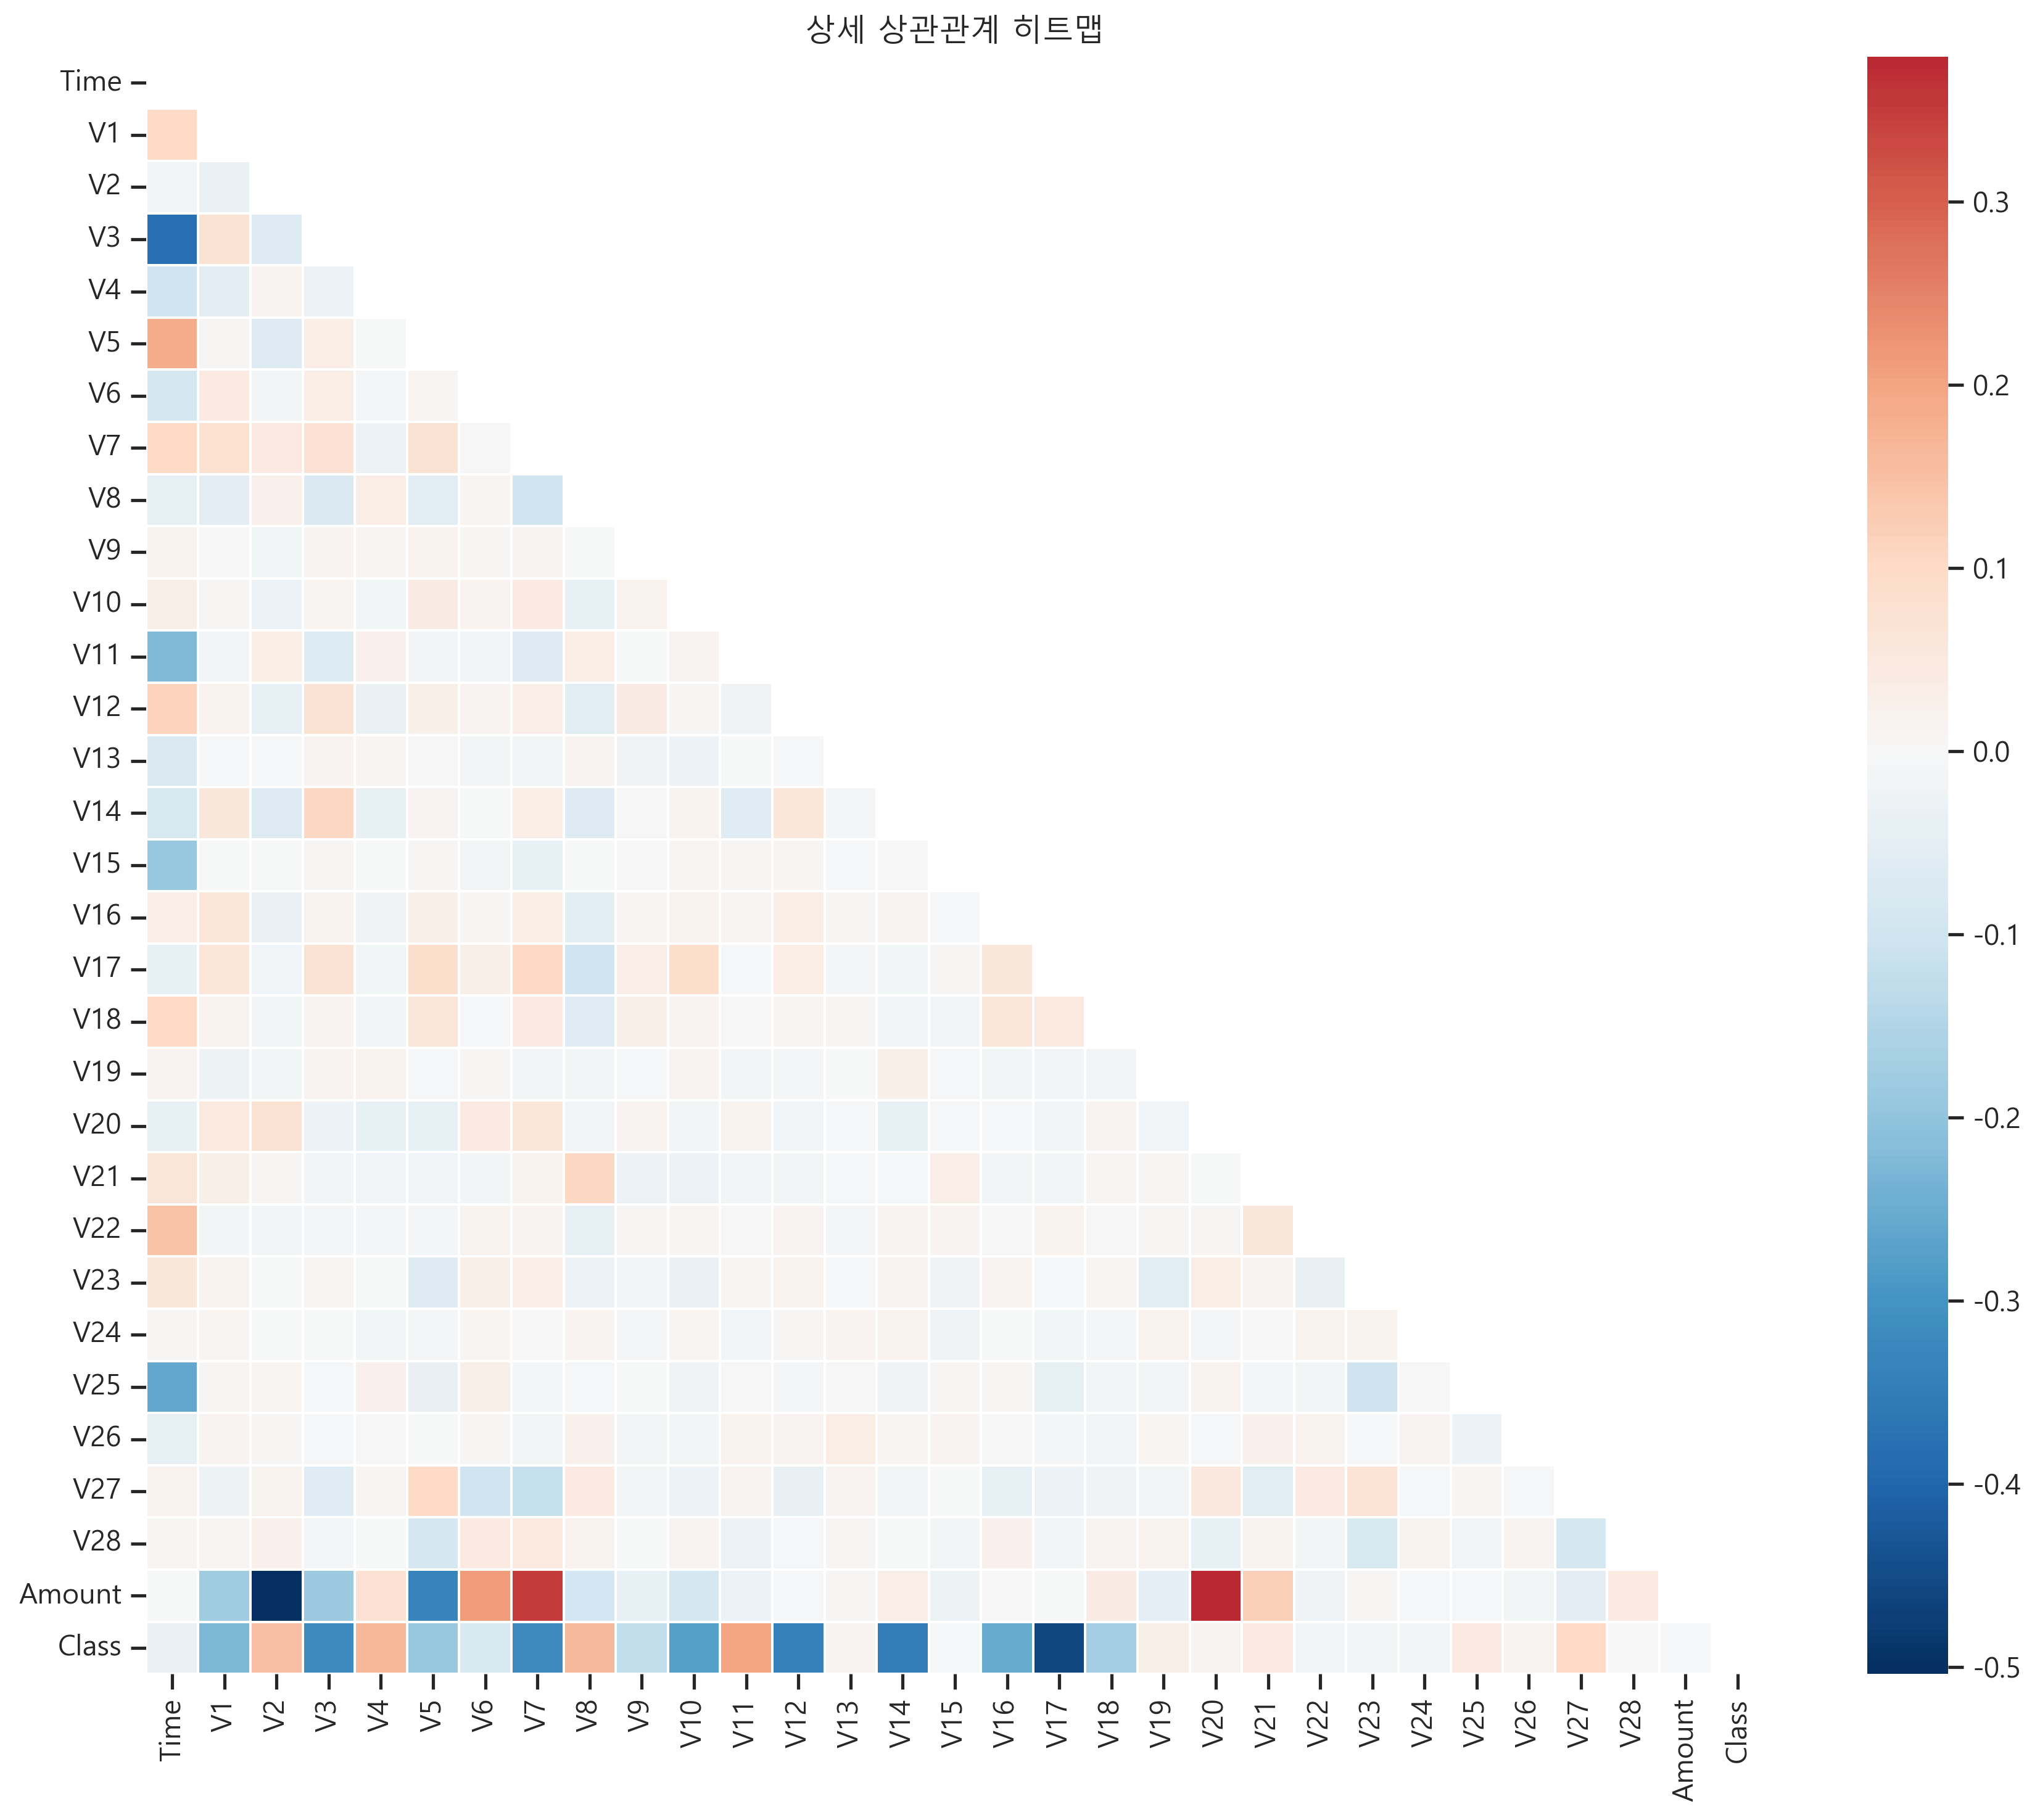 상세 상관관계 히트맵
Time
V1
V2
V3
V4
V5
V6
V7
V8
V9
V10
V11
V12
V13
V14
V15
V16
V17
V18
V19
V20
V21
V22
V23
V24
V25
V26
V27
V28
Amount
Class
Time
V1
V2
V3
V4
V5
V6
V7
V8
V9
V10
V11
V12
V13
V14
V15
V16
V17
V18
V19
V20
V21
V22
V23
V24
V25
V26
V27
V28
Amount
Class
0.3
0.2
0.1
0.0
-0.1
-0.2
-0.3
-0.4
-0.5